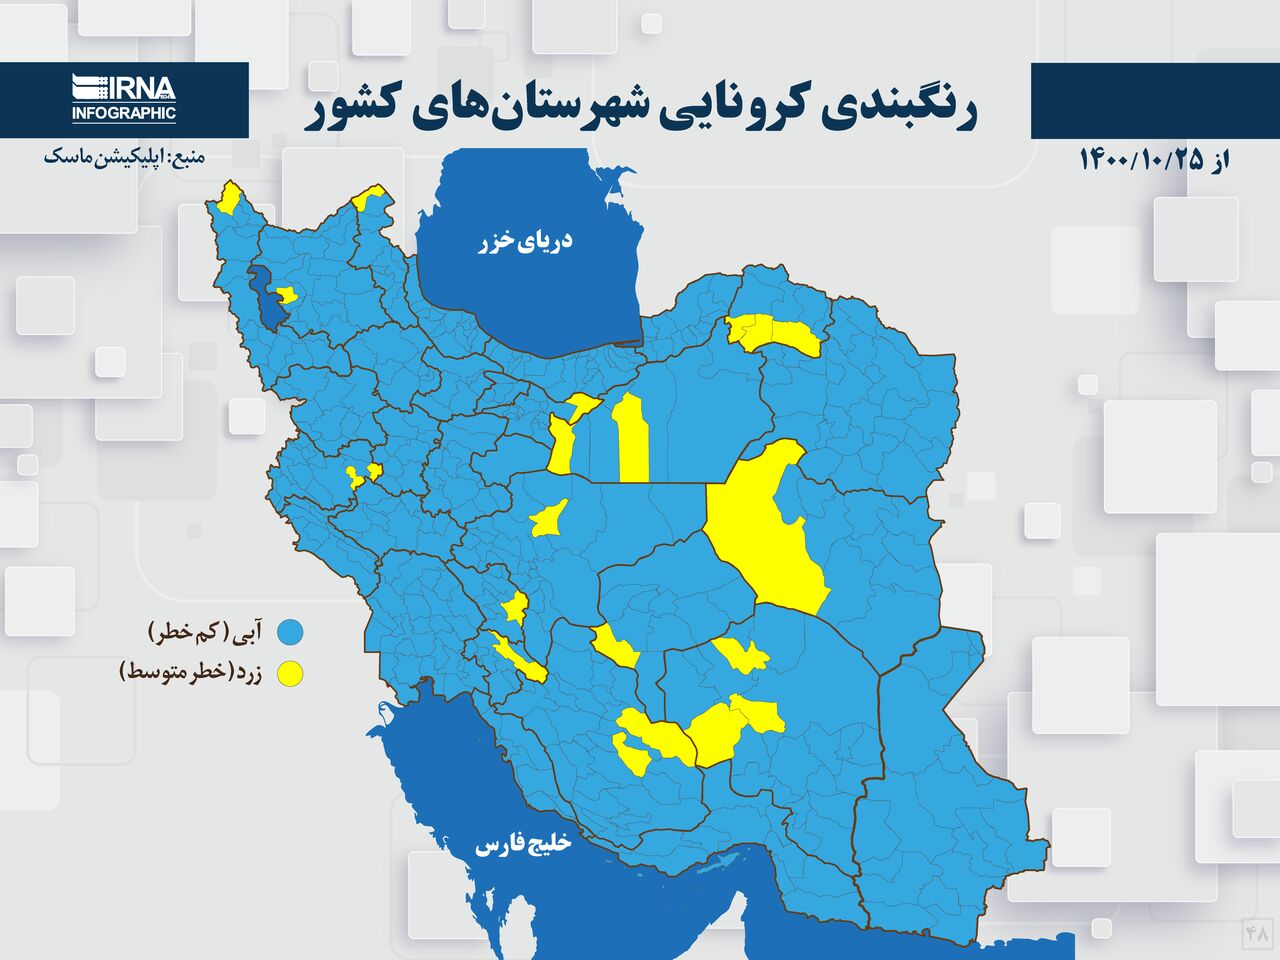 رنگبندی کرونایی شهرستان‌های کشور
IRNA
INFOGRAPHIC
از ۱۴۰۰/۱۰/۲۵
منبع: اپلیکیشن ماسک
دریای خزر
آبی (کم خطر)
زرد (خطر متوسط)
خلیج فارس
۴۸